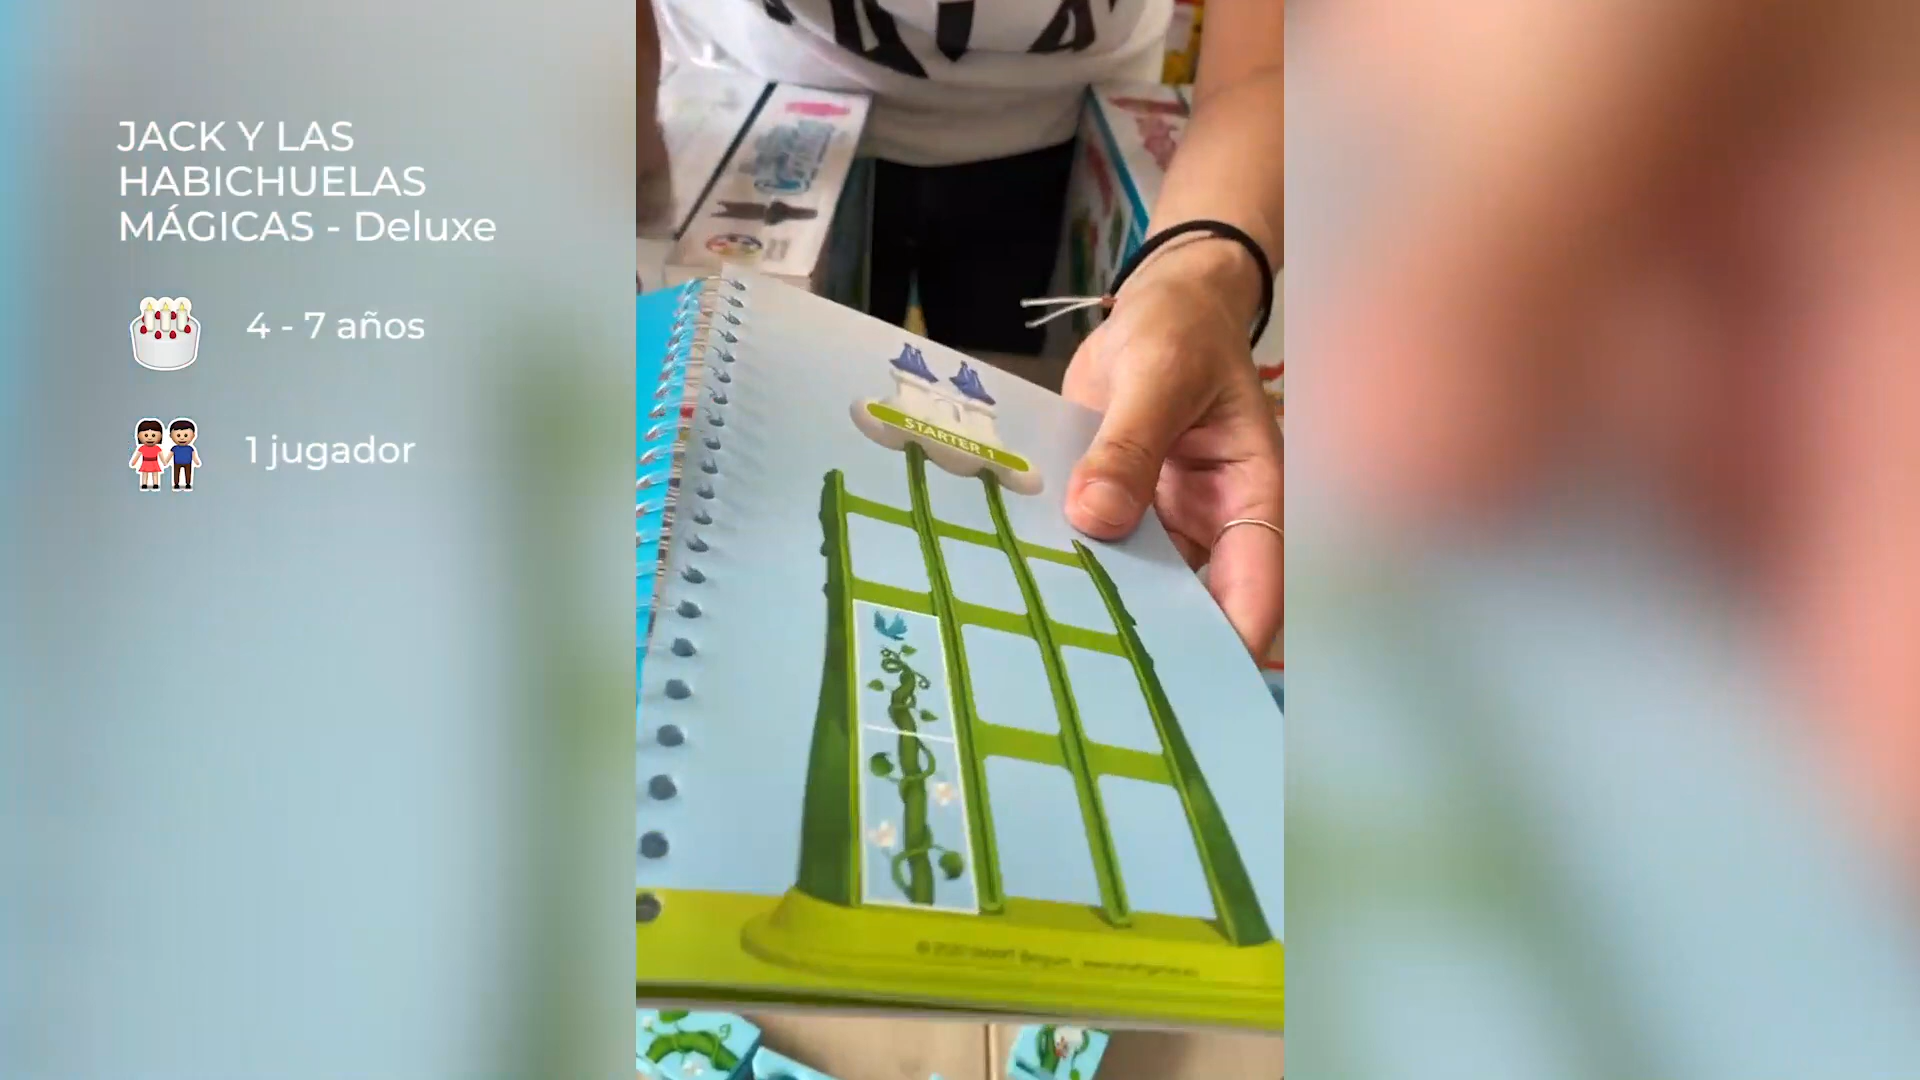 JACK Y LAS
HABICHUELAS
MÁGICAS - Deluxe
4 - 7 años
1 jugador
STARTER 1